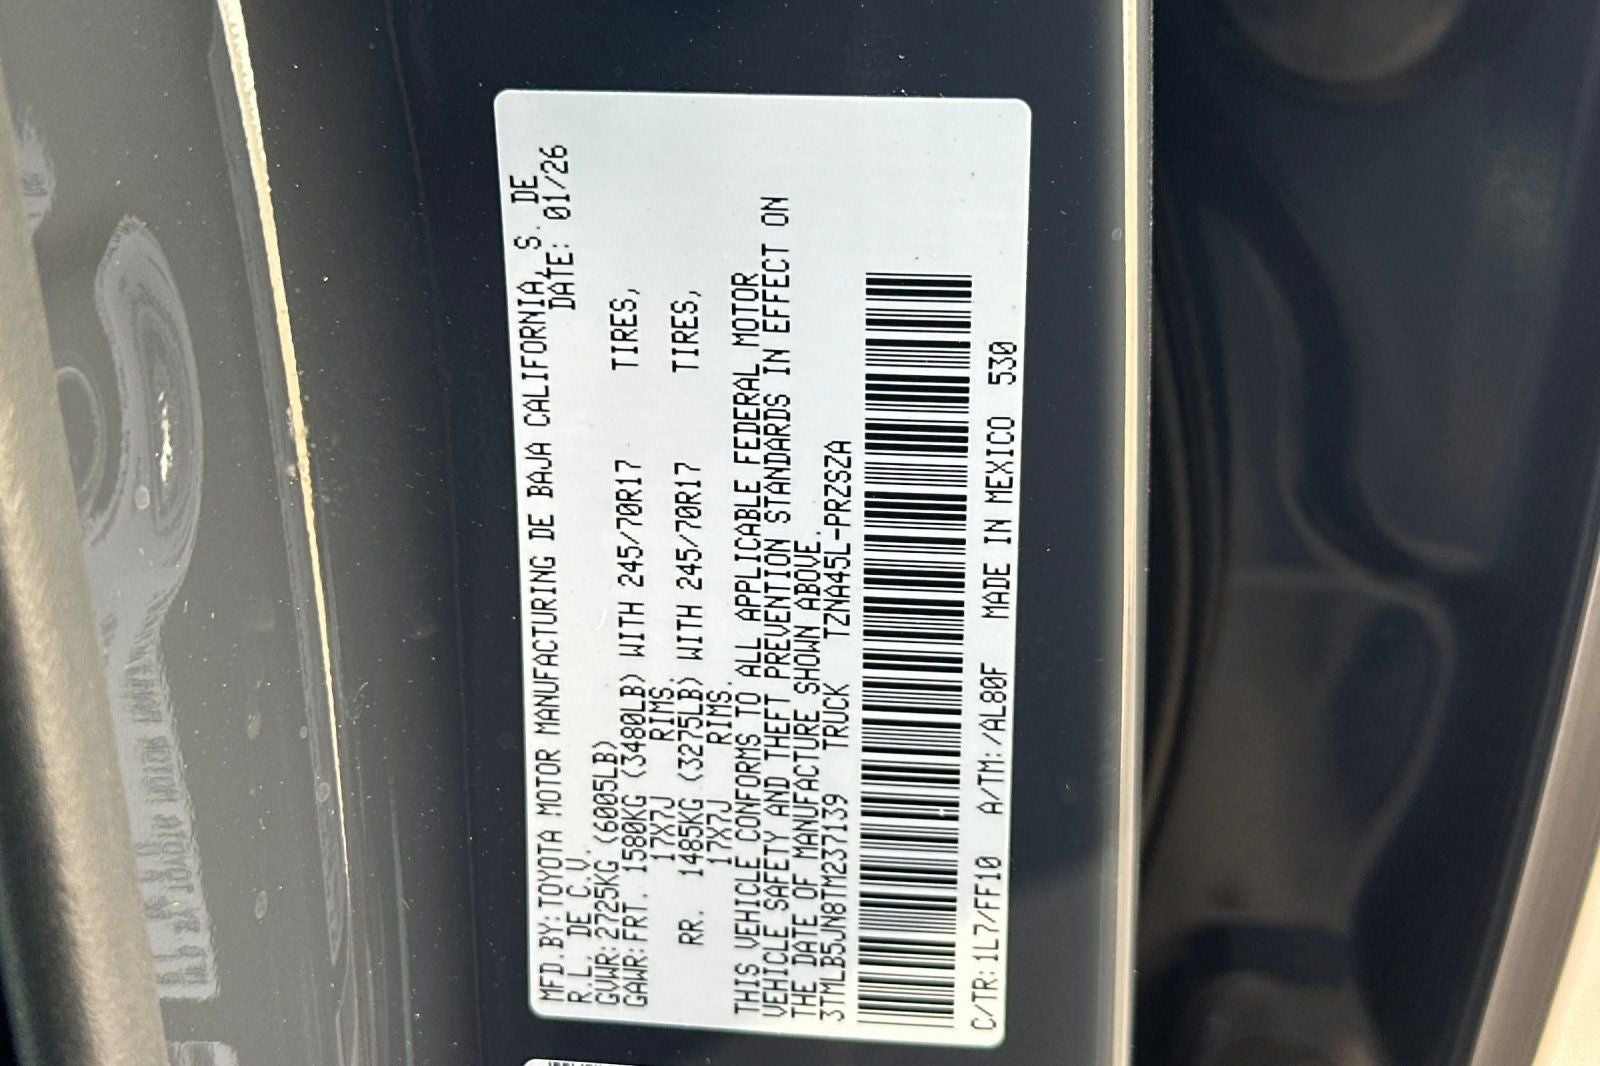 MFD.BY:TOYOTA MOTOR MANUFACTURING DE BAJA CALIFORNIA, S. DE
R.L. DE C.V. DATE: 01/26
GVWR:2725KG (6005LB)
GAWR:FRT. 1580KG (3480LB) WITH 245/70R17 TIRES,
17X7J RIMS,
RR. 1485KG (3275LB) WITH 245/70R17 TIRES,
17X7J RIMS.
THIS VEHICLE CONFORMS TO ALL APPLICABLE FEDERAL MOTOR
VEHICLE SAFETY AND THEFT PREVENTION STANDARDS IN EFFECT ON
THE DATE OF MANUFACTURE SHOWN ABOVE.
3TMLB5JN8TM237139 TRUCK TZNA45L-PRZSZA
C/TR:1L7/FF10 A/TM:/AL80F MADE IN MEXICO 530